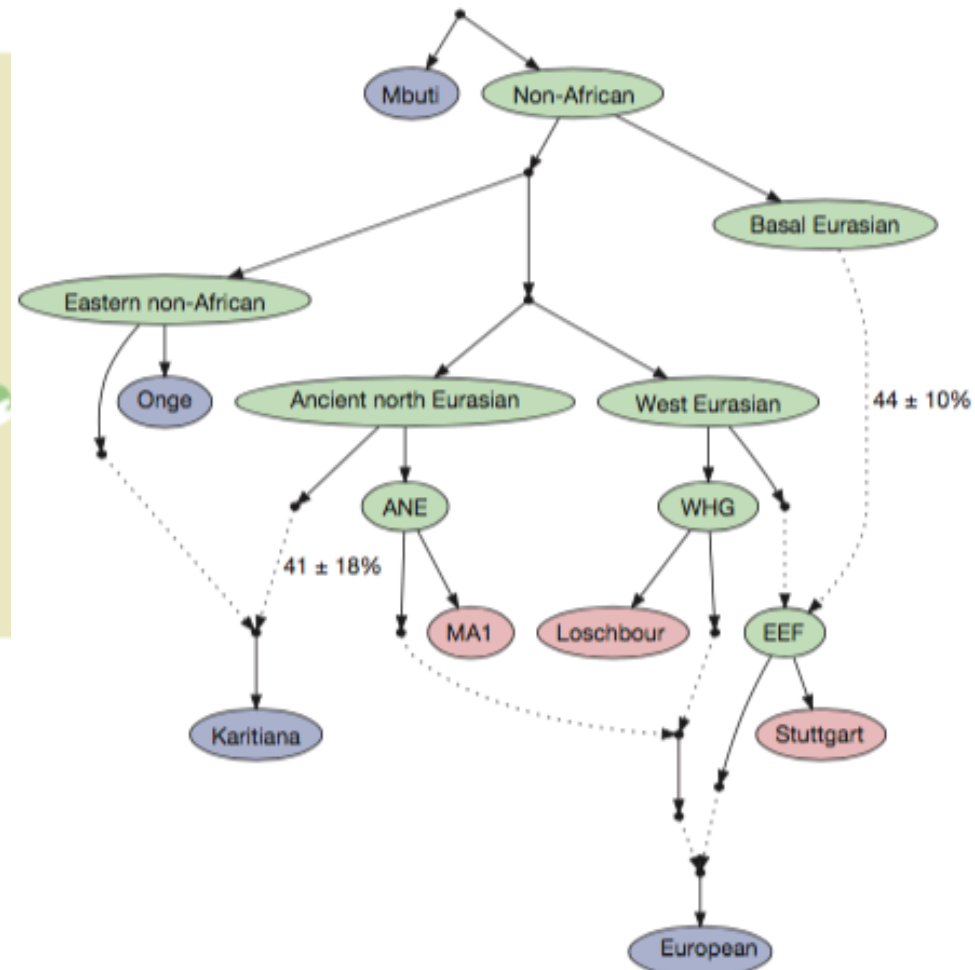 Mbuti
Non-African
Basal Eurasian
Eastern non-African
Onge
Ancient north Eurasian
West Eurasian
44 ± 10%
ANE
WHG
41 ± 18%
MA1
Loschbour
EEF
Karitiana
Stuttgart
European